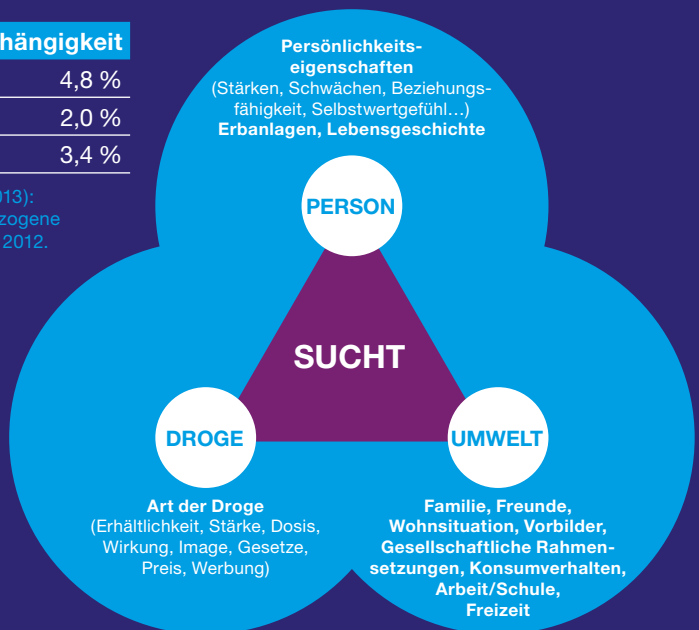 hängigkeit
4,8 %
2,0 %
3,4 %
013):
zogene
2012.
Persönlichkeits-
eigenschaften
(Stärken, Schwächen, Beziehungs-
fähigkeit, Selbstwertgefühl…)
Erbanlagen, Lebensgeschichte
PERSON
SUCHT
DROGE
UMWELT
Art der Droge
(Erhältlichkeit, Stärke, Dosis,
Wirkung, Image, Gesetze,
Preis, Werbung)
Familie, Freunde,
Wohnsituation, Vorbilder,
Gesellschaftliche Rahmen-
setzungen, Konsumverhalten,
Arbeit/Schule,
Freizeit